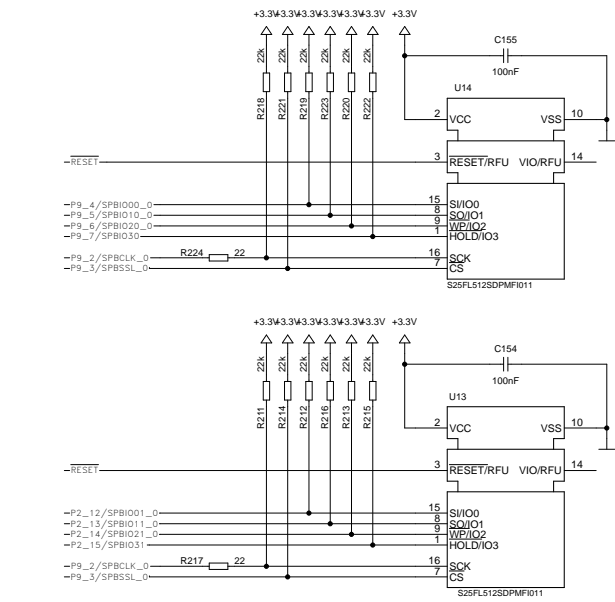 +3.3V +3.3V +3.3V +3.3V +3.3V +3.3V +3.3V
C155
22k 22k 22k 22k 22k 22k
100nF
R218 R221 R219 R223 R220 R222
U14
2 VCC VSS 10
RESET 3 RESET/RFU VIO/RFU 14
P9_4/SPBIO00_0 15 SI/IO0
P9_5/SPBIO10_0 8 SO/IO1
P9_6/SPBIO20_0 9 WP/IO2
P9_7/SPBIO30 1 HOLD/IO3
P9_2/SPBCLK_0 R224 22 16 SCK
P9_3/SPBSSL_0 7 CS
S25FL512SDPMFI011
+3.3V +3.3V +3.3V +3.3V +3.3V +3.3V +3.3V
C154
22k 22k 22k 22k 22k 22k
100nF
R211 R214 R212 R216 R213 R215
U13
2 VCC VSS 10
RESET 3 RESET/RFU VIO/RFU 14
P2_12/SPBIO01_0 15 SI/IO0
P2_13/SPBIO11_0 8 SO/IO1
P2_14/SPBIO21_0 9 WP/IO2
P2_15/SPBIO31 1 HOLD/IO3
P9_2/SPBCLK_0 R217 22 16 SCK
P9_3/SPBSSL_0 7 CS
S25FL512SDPMFI011